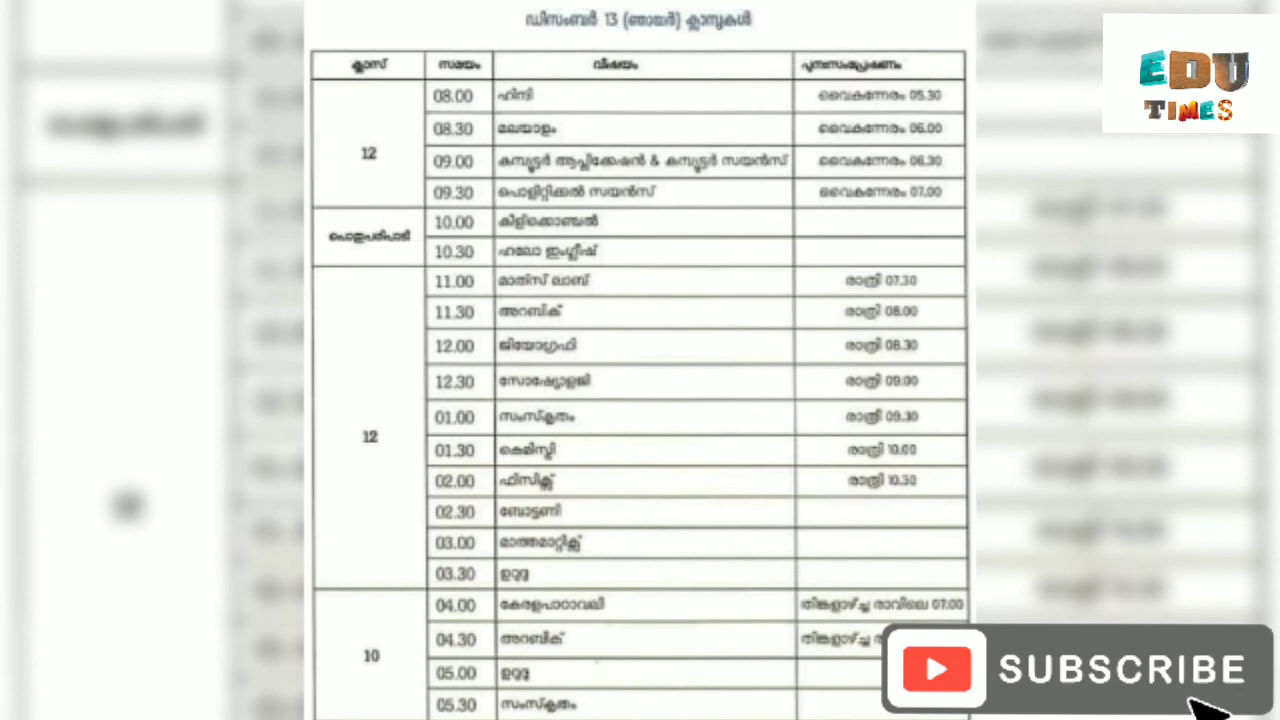 ഡിസംബർ 13 (ഞായർ) ക്ലാസുകൾ
EDU
TIMES
ക്ലാസ് സമയം വിഷയം പുനഃസംപ്രേഷണം
12
08.00 ഹിന്ദി വൈകുന്നേരം 05.30
08.30 മലയാളം വൈകുന്നേരം 06.00
09.00 കമ്പ്യൂട്ടർ ആപ്ലിക്കേഷൻ & കമ്പ്യൂട്ടർ സയൻസ് വൈകുന്നേരം 06.30
09.30 പൊളിറ്റിക്കൽ സയൻസ് വൈകുന്നേരം 07.00
പൊതുപരിപാടി
10.00 കിളിക്കൊഞ്ചൽ
10.30 ഹലോ ഇംഗ്ലീഷ്
12
11.00 മാത്‌സ് ലാബ് രാത്രി 07.30
11.30 അറബിക് രാത്രി 08.00
12.00 ജിയോഗ്രഫി രാത്രി 08.30
12.30 സോഷ്യോളജി രാത്രി 09.00
01.00 സംസ്കൃതം രാത്രി 09.30
01.30 കെമിസ്ട്രി രാത്രി 10.00
02.00 ഫിസിക്സ് രാത്രി 10.30
02.30 ബോട്ടണി
03.00 മാത്തമാറ്റിക്സ്
03.30 ഉറുദു
10
04.00 കേരളപാഠാവലി തിങ്കളാഴ്ച്ച രാവിലെ 07.00
04.30 അറബിക് തിങ്കളാഴ്ച്ച
05.00 ഉറുദു
05.30 സംസ്കൃതം
SUBSCRIBE